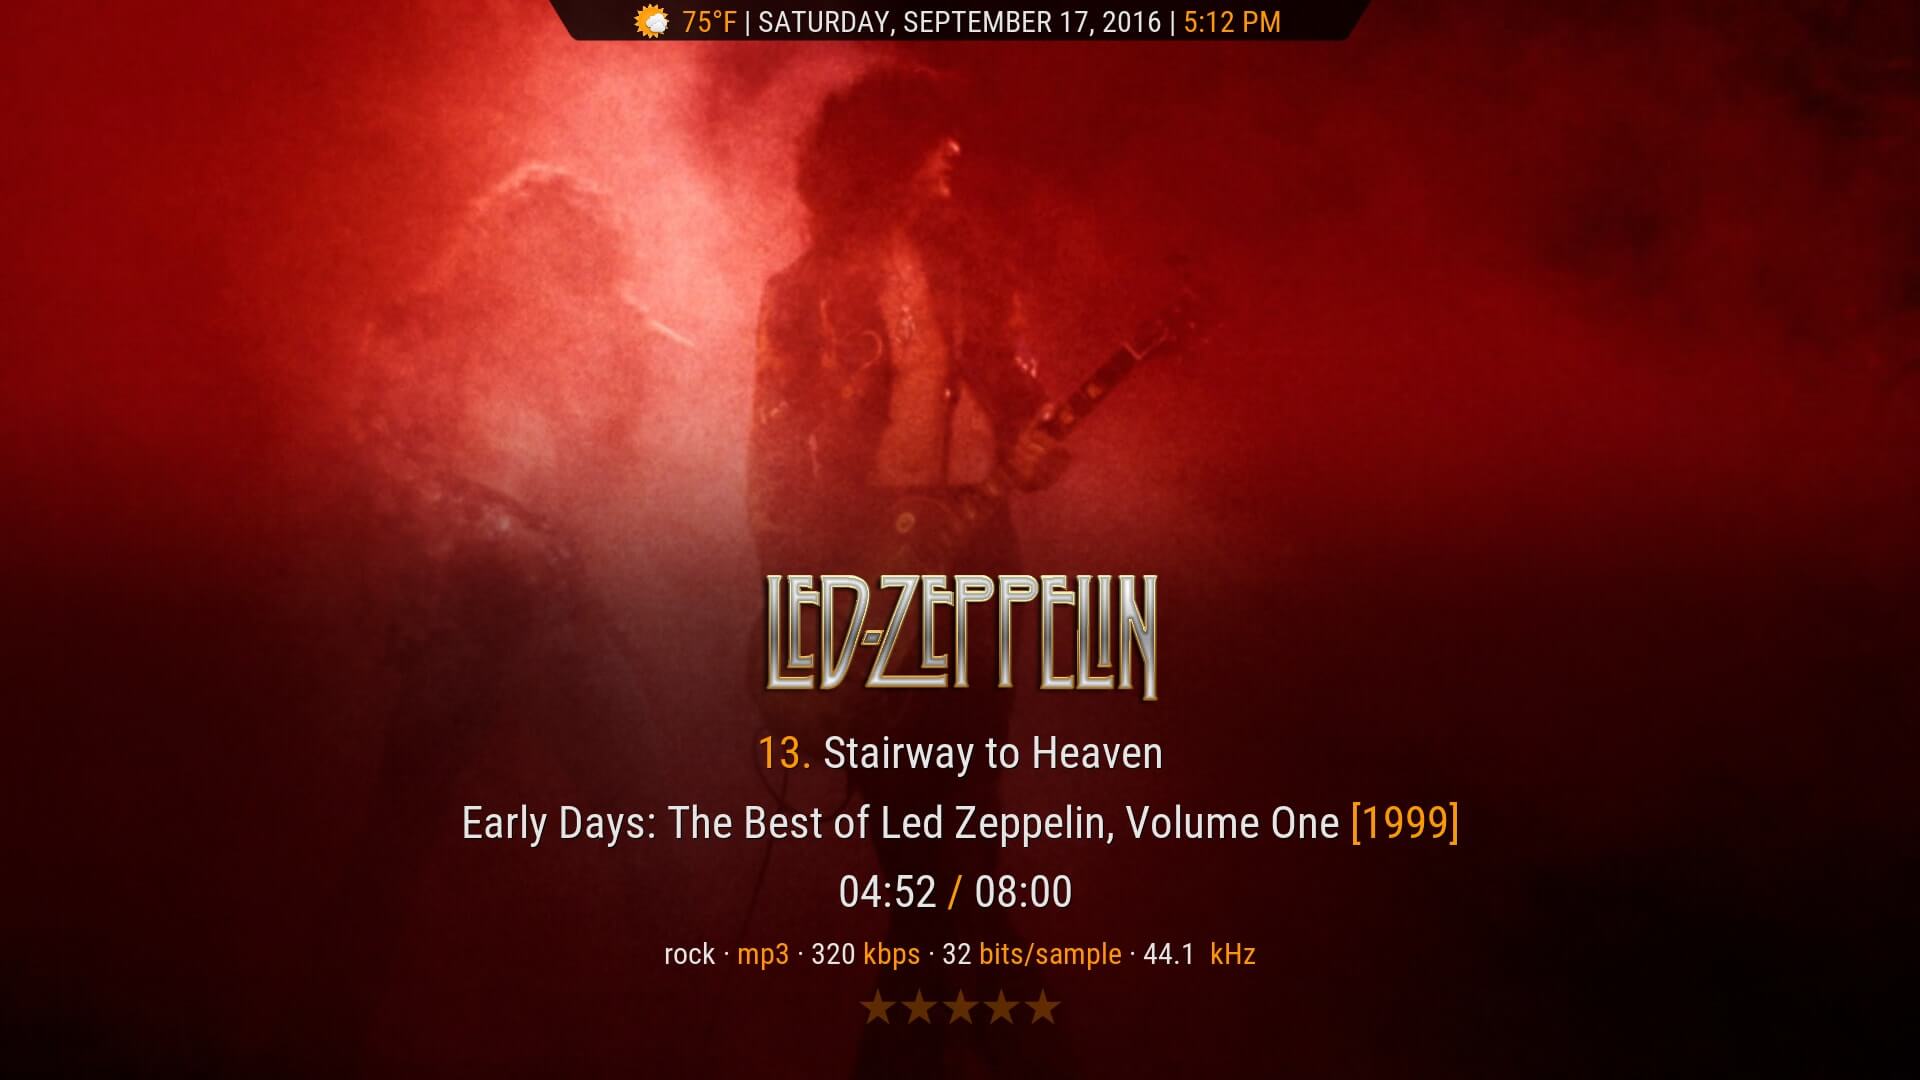 75°F | SATURDAY, SEPTEMBER 17, 2016 | 5:12 PM
LED-ZEPPELIN
13. Stairway to Heaven
Early Days: The Best of Led Zeppelin, Volume One [1999]
04:52 / 08:00
rock · mp3 · 320 kbps · 32 bits/sample · 44.1 kHz